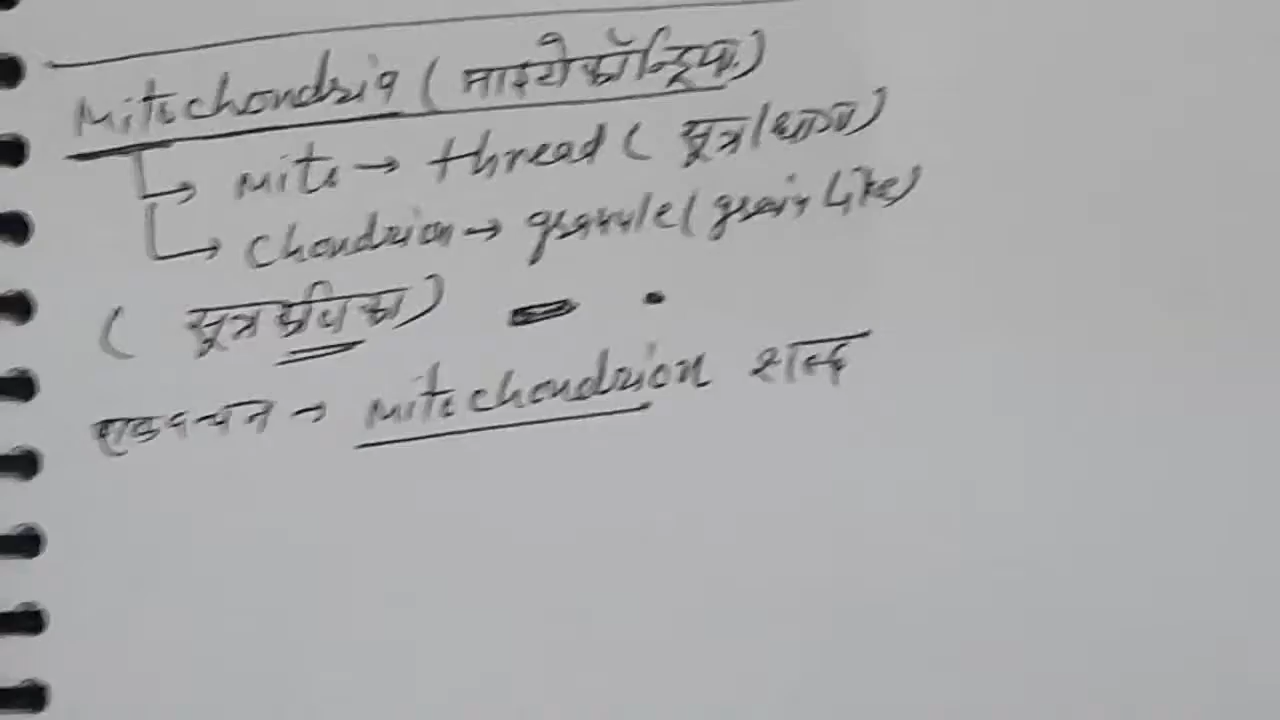 Mitochondria (माइटोकॉन्ड्रिया)
→ Mito → thread (सूत्र/धागा)
→ Chondrion → granule (grain like)
(सूत्रकणिका)
एकवचन → Mitochondrion शब्द